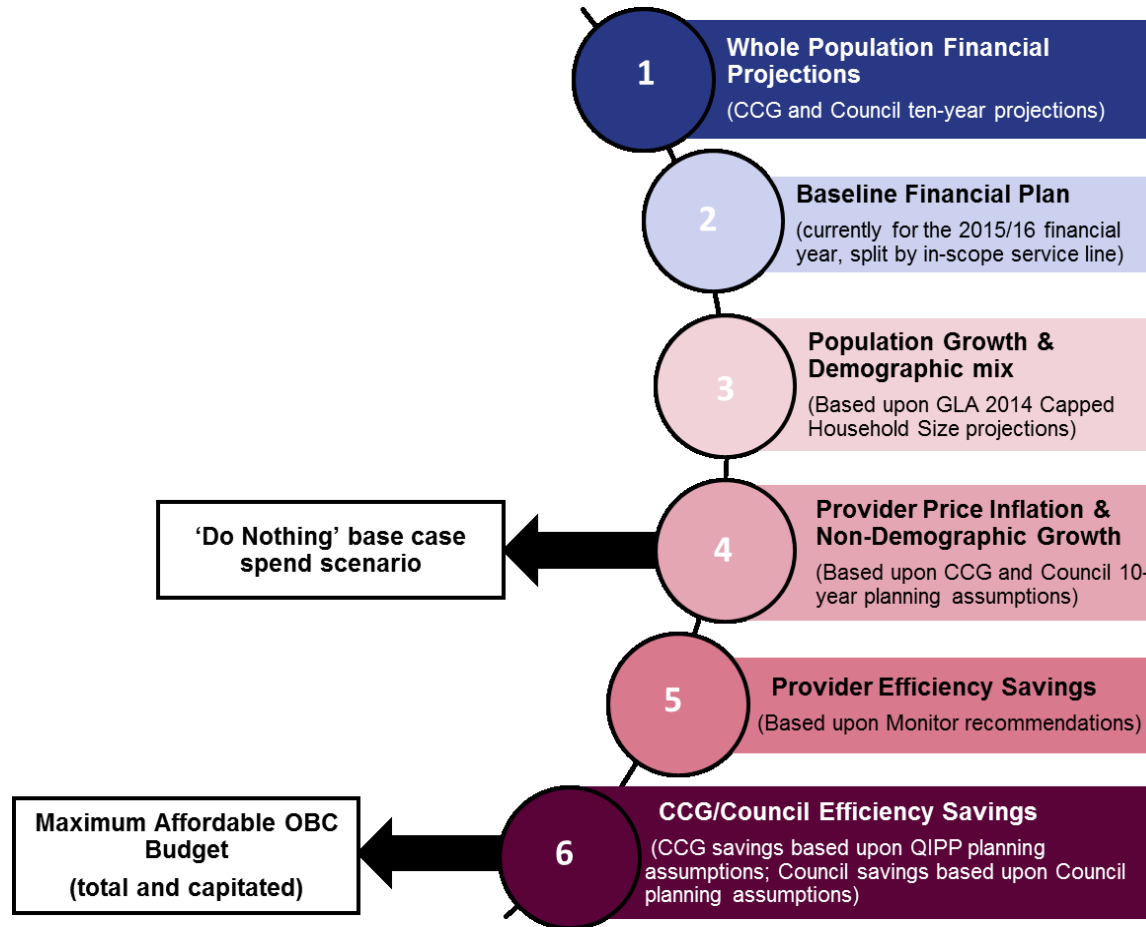 1
Whole Population Financial
Projections
(CCG and Council ten-year projections)
2
Baseline Financial Plan
(currently for the 2015/16 financial
year, split by in-scope service line)
3
Population Growth &
Demographic mix
(Based upon GLA 2014 Capped
Household Size projections)
‘Do Nothing’ base case
spend scenario
4
Provider Price Inflation &
Non-Demographic Growth
(Based upon CCG and Council 10-
year planning assumptions)
5
Provider Efficiency Savings
(Based upon Monitor recommendations)
Maximum Affordable OBC
Budget
(total and capitated)
6
CCG/Council Efficiency Savings
(CCG savings based upon QIPP planning
assumptions; Council savings based upon Council
planning assumptions)